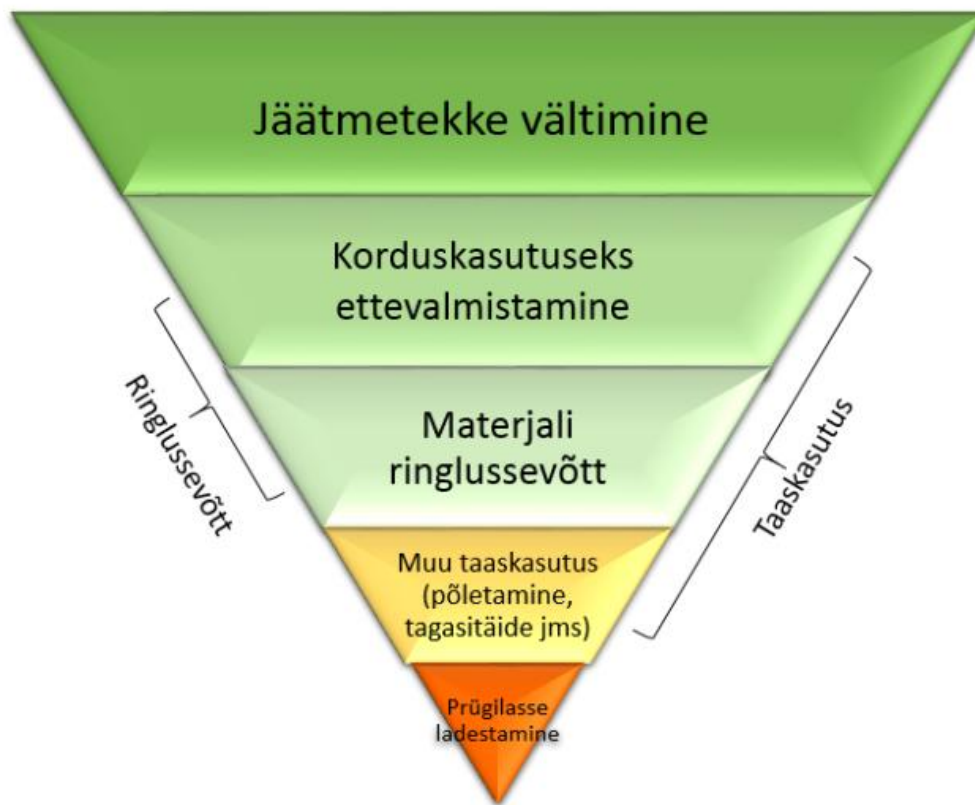 Jäätmetekke vältimine
Korduskasutuseks
ettevalmistamine
Ringlussevõtt
Materjali
ringlussevõtt
Taaskasutus
Muu taaskasutus
(põletamine,
tagasitäide jms)
Prügilasse
ladestamine